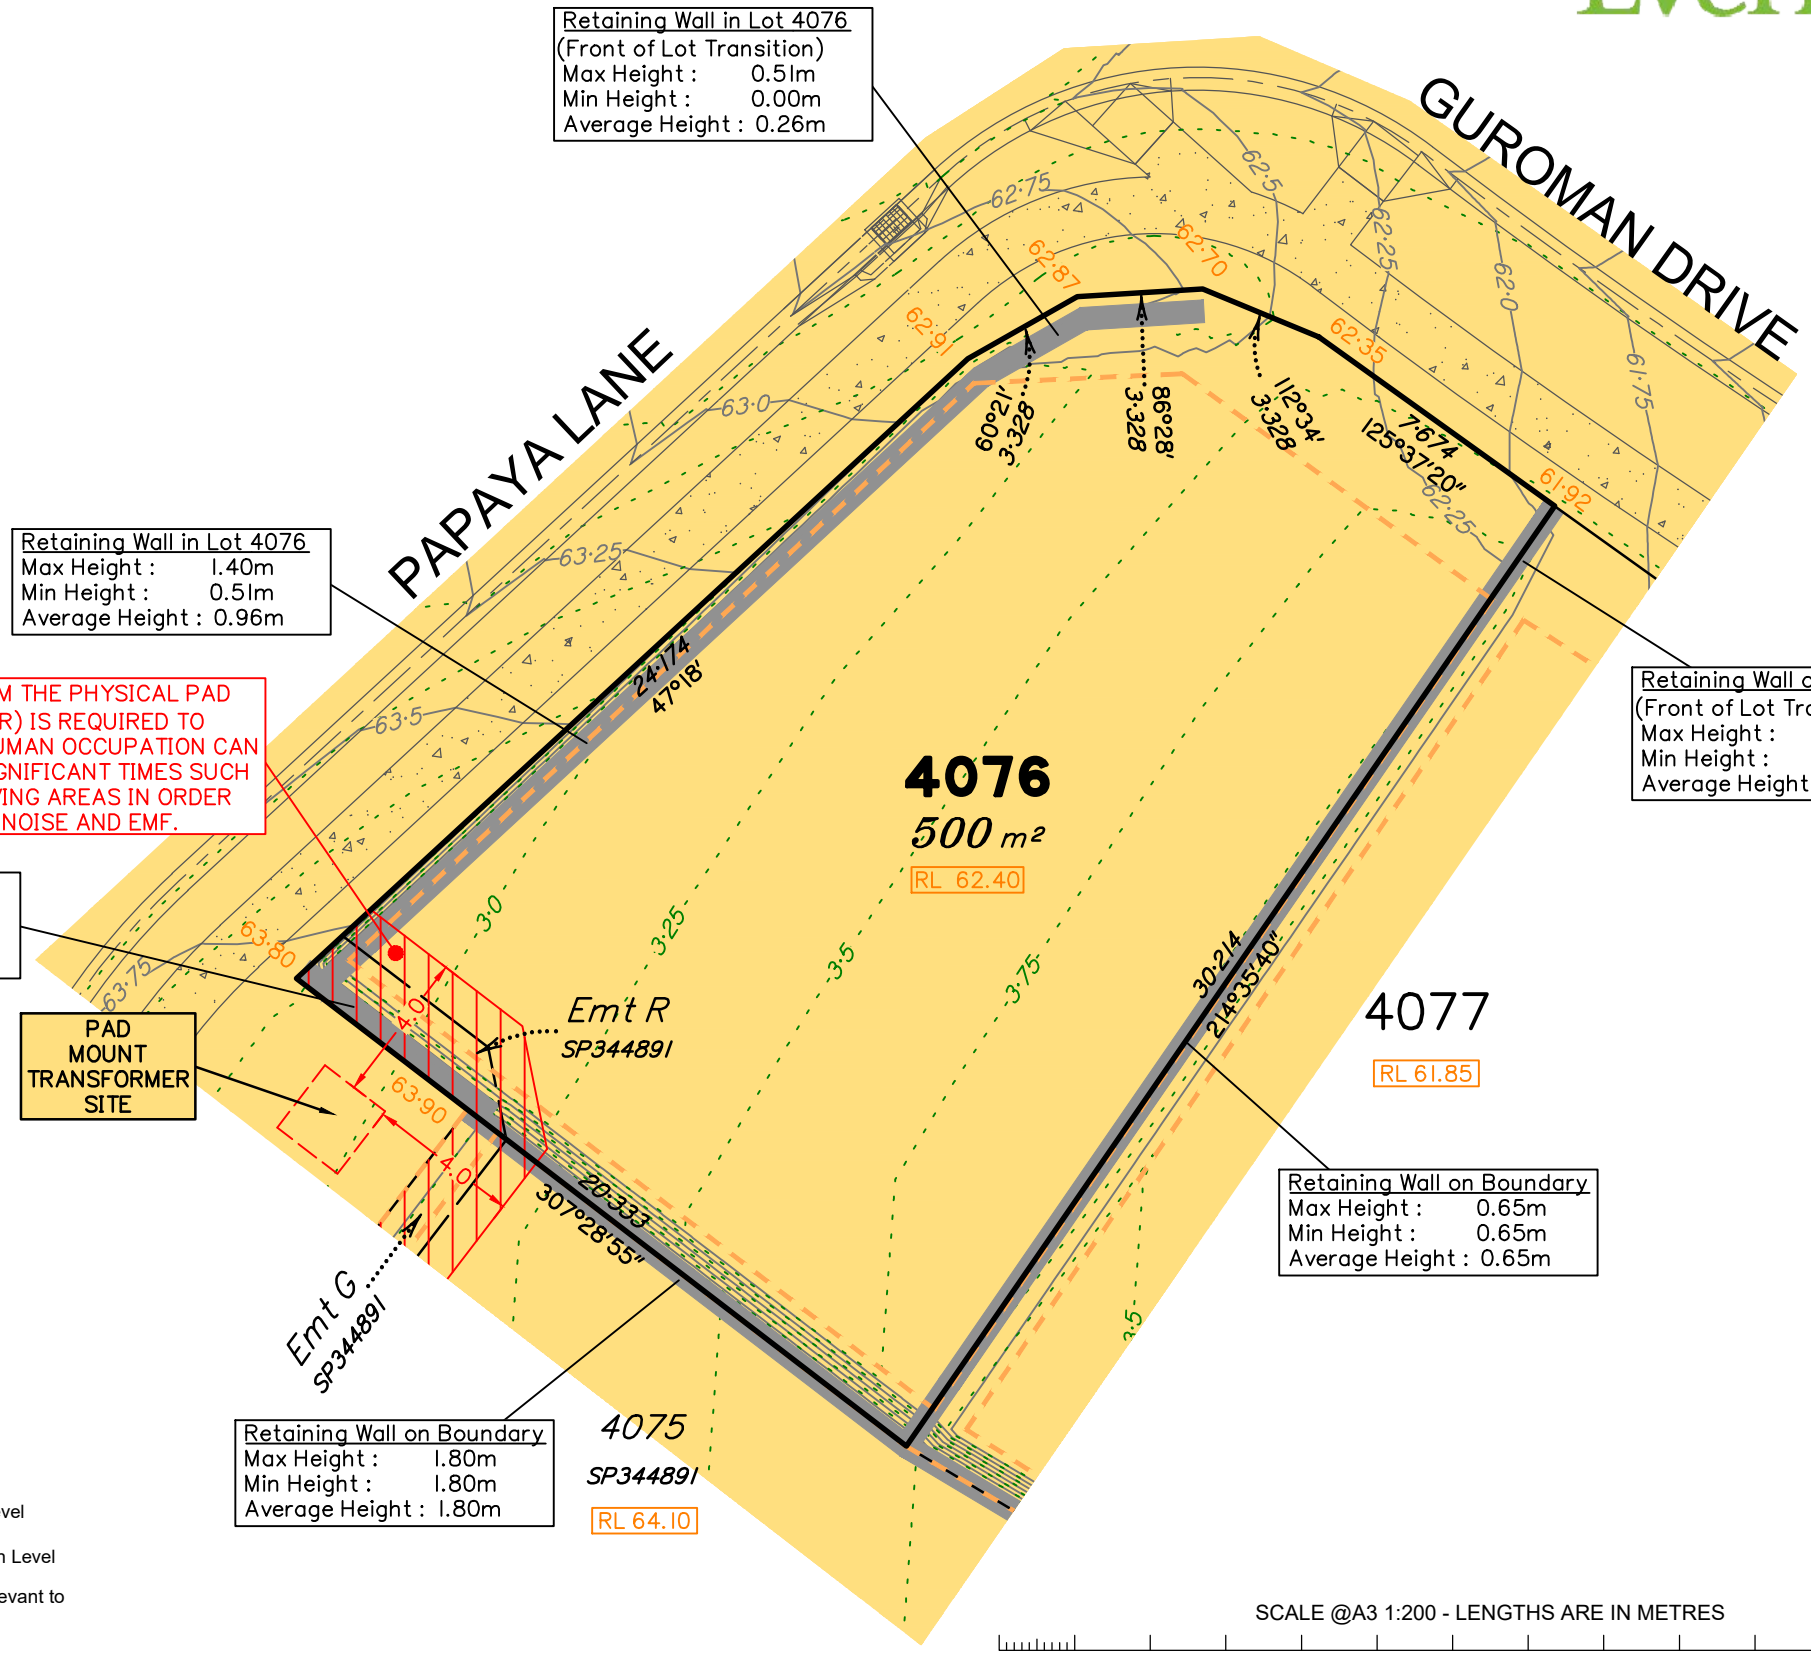 Retaining Wall in Lot 4076
(Front of Lot Transition)
Max Height : 0.51m
Min Height : 0.00m
Average Height : 0.26m
GUROMAN DRIVE
PAPAYA LANE
62·75
62·5
62·25
62·0
61·75
62·87
62·70
62·91
62·35
61·92
63·0
63·25
63·5
63·75
62·25
60°21'
3·328
86°28'
3·328
112°34'
3·328
7·674
125°37'20"
Retaining Wall in Lot 4076
Max Height : 1.40m
Min Height : 0.51m
Average Height : 0.96m
24·174
47°18'
M THE PHYSICAL PAD
R) IS REQUIRED TO
UMAN OCCUPATION CAN
GNIFICANT TIMES SUCH
VING AREAS IN ORDER
NOISE AND EMF.
Retaining Wall o
(Front of Lot Tra
Max Height :
Min Height :
Average Height
4076
500 m²
RL 62.40
3·0
3·25
3·5
3·75
30·214
214°35'40"
4077
RL 61.85
63·80
PAD
MOUNT
TRANSFORMER
SITE
4.0
Emt R
SP344891
63·90
4.0
20·333
307°28'55"
Emt G
SP344891
3·5
Retaining Wall on Boundary
Max Height : 0.65m
Min Height : 0.65m
Average Height : 0.65m
Retaining Wall on Boundary
Max Height : 1.80m
Min Height : 1.80m
Average Height : 1.80m
4075
SP344891
RL 64.10
evel
n Level
evant to
SCALE @A3 1:200 - LENGTHS ARE IN METRES